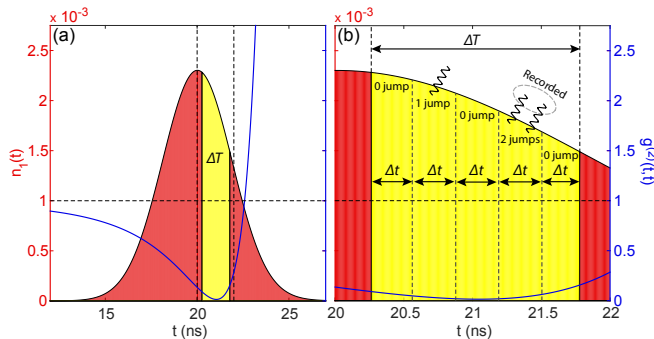 x 10⁻³
(a)
2.5
2
1.5
1
0.5
0
n₁(t)
ΔT
15
20
25
t (ns)
x 10⁻³
(b)
ΔT
0 jump
1 jump
0 jump
Recorded
2 jumps
0 jump
Δt
Δt
Δt
Δt
Δt
2.5
2
1.5
1
0.5
0
g⁽²⁾(t,t)
20
20.5
21
21.5
22
t (ns)